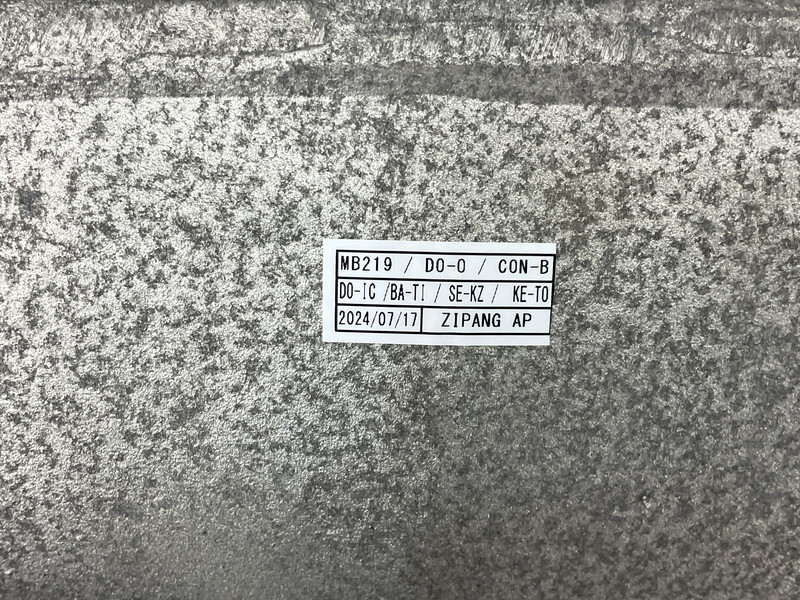 MB219 / DO-O / CON-B
DO-IC /BA-TI / SE-KZ / KE-TO
2024/07/17 ZIPANG AP